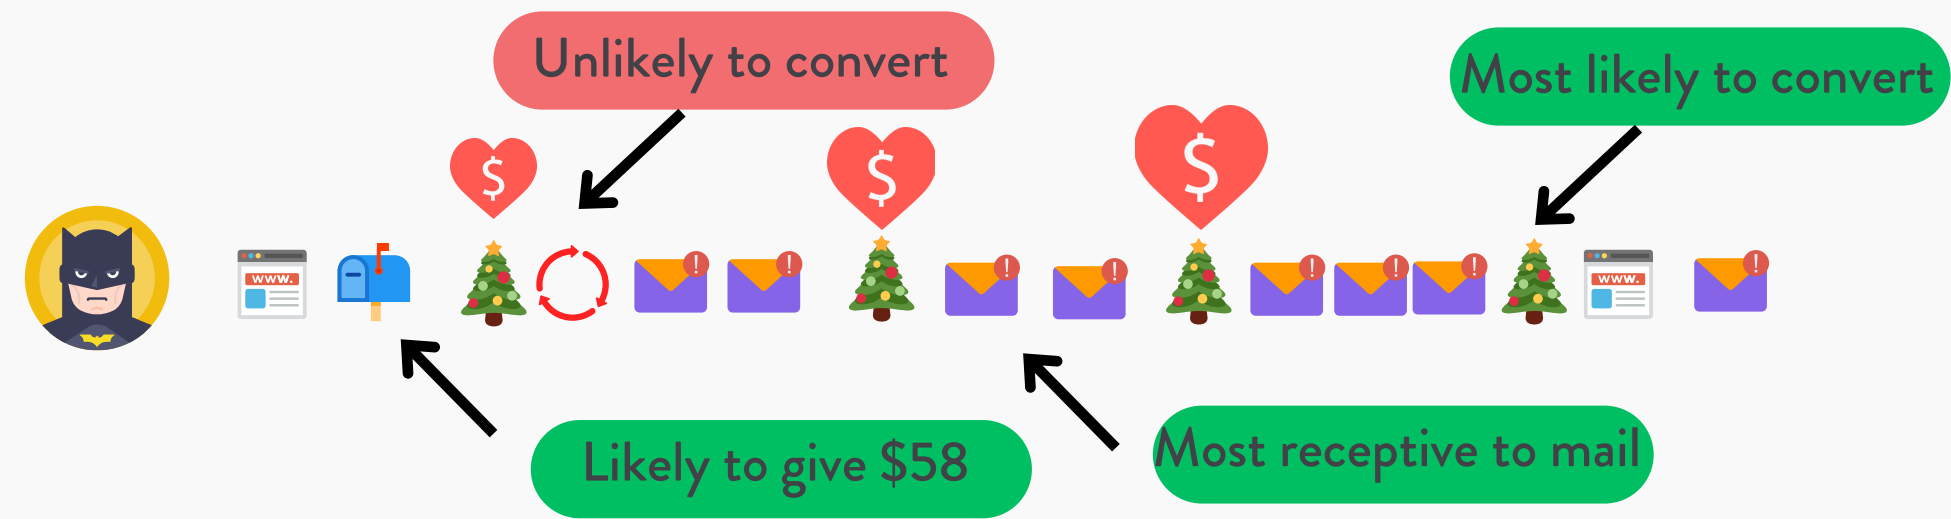 Unlikely to convert
Most likely to convert
$
$
$
www.
www.
!
!
!
!
!
!
!
!
Likely to give $58
Most receptive to mail